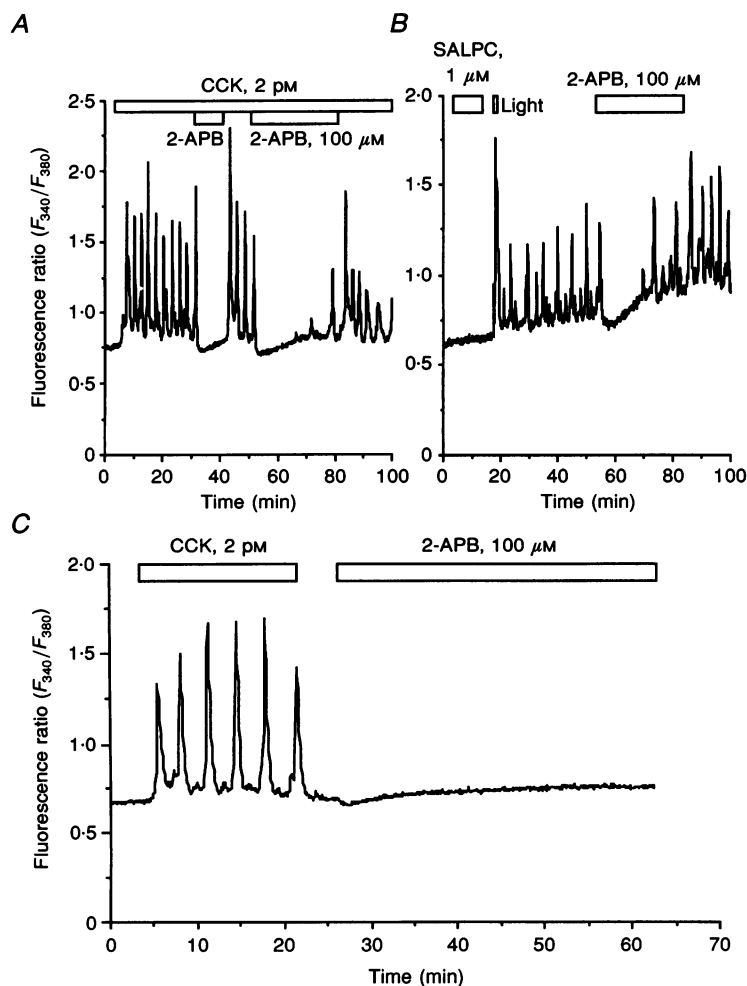 A
CCK, 2 pM
2-APB
2-APB, 100 μM
2·5
2·0
1·5
1·0
0·5
0
Fluorescence ratio (F340/F380)
0
20
40
60
80
100
Time (min)
B
SALPC,
1 μM
Light
2-APB, 100 μM
2·0
1·5
1·0
0·5
0
0
20
40
60
80
100
Time (min)
C
CCK, 2 pM
2-APB, 100 μM
2·0
1·5
1·0
0·5
0
Fluorescence ratio (F340/F380)
0
10
20
30
40
50
60
70
Time (min)